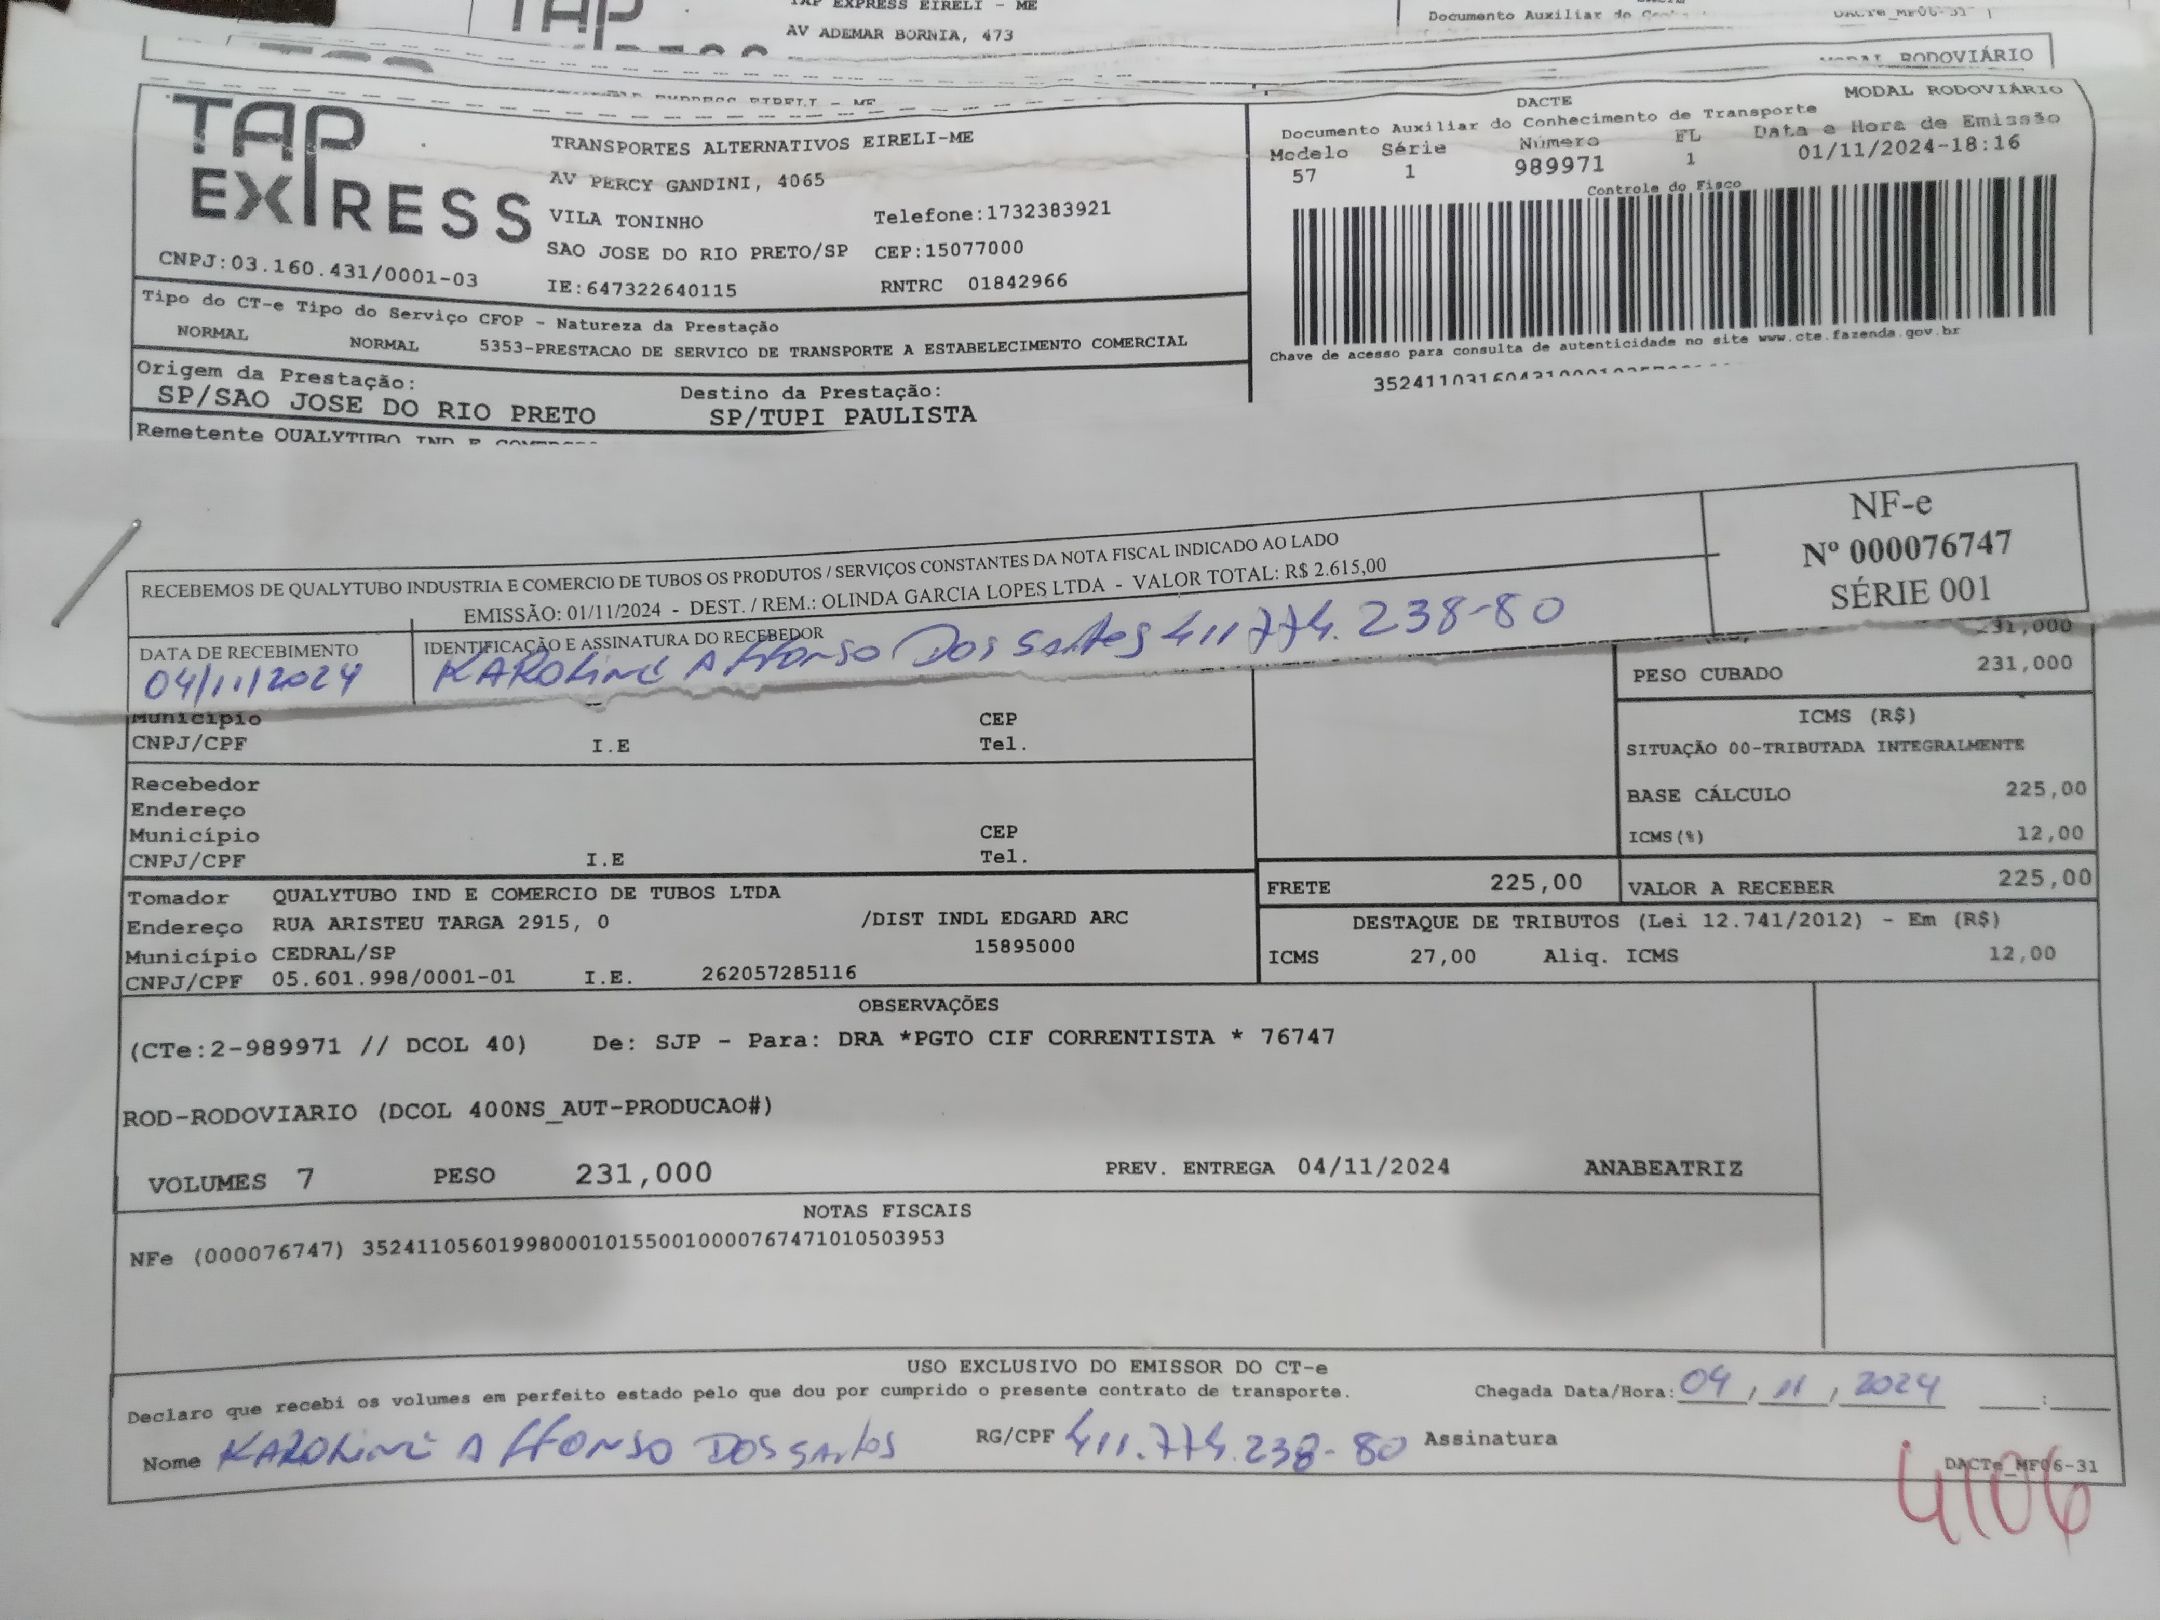 TAP EXPRESS EIRELI - ME
AV ADEMAR BORNIA, 473
Documento Auxiliar do
DACTe_MF06-31
MODAL RODOVIÁRIO
TAP EXPRESS
TRANSPORTES ALTERNATIVOS EIRELI-ME
AV PERCY GANDINI, 4065
VILA TONINHO Telefone:1732383921
SAO JOSE DO RIO PRETO/SP CEP:15077000
CNPJ:03.160.431/0001-03 IE:647322640115 RNTRC 01842966
DACTE MODAL RODOVIÁRIO
Documento Auxiliar do Conhecimento de Transporte
Modelo Série Número FL Data e Hora de Emissão
57 1 989971 1 01/11/2024-18:16
Controle do Fisco
Chave de acesso para consulta de autenticidade no site www.cte.fazenda.gov.br
Tipo do CT-e Tipo do Serviço CFOP - Natureza da Prestação
NORMAL NORMAL 5353-PRESTACAO DE SERVICO DE TRANSPORTE A ESTABELECIMENTO COMERCIAL
Origem da Prestação: Destino da Prestação:
SP/SAO JOSE DO RIO PRETO SP/TUPI PAULISTA
Remetente QUALYTUBO IND E
RECEBEMOS DE QUALYTUBO INDUSTRIA E COMERCIO DE TUBOS OS PRODUTOS / SERVIÇOS CONSTANTES DA NOTA FISCAL INDICADO AO LADO
EMISSÃO: 01/11/2024 - DEST. / REM.: OLINDA GARCIA LOPES LTDA - VALOR TOTAL: R$ 2.615,00
NF-e
Nº 000076747
SÉRIE 001
DATA DE RECEBIMENTO IDENTIFICAÇÃO E ASSINATURA DO RECEBEDOR
04/11/2024 KAROLINE Affonso Dos Santos 411774.238-80
231,000
PESO CUBADO 231,000
Município CEP
CNPJ/CPF I.E Tel.
ICMS (R$)
SITUAÇÃO 00-TRIBUTADA INTEGRALMENTE
BASE CÁLCULO 225,00
ICMS(%) 12,00
Recebedor
Endereço
Município CEP
CNPJ/CPF I.E Tel.
FRETE 225,00 VALOR A RECEBER 225,00
Tomador QUALYTUBO IND E COMERCIO DE TUBOS LTDA
Endereço RUA ARISTEU TARGA 2915, 0 /DIST INDL EDGARD ARC
Município CEDRAL/SP 15895000
CNPJ/CPF 05.601.998/0001-01 I.E. 262057285116
DESTAQUE DE TRIBUTOS (Lei 12.741/2012) - Em (R$)
ICMS 27,00 Aliq. ICMS 12,00
OBSERVAÇÕES
(CTe:2-989971 // DCOL 40) De: SJP - Para: DRA *PGTO CIF CORRENTISTA * 76747
ROD-RODOVIARIO (DCOL 400NS_AUT-PRODUCAO#)
VOLUMES 7 PESO 231,000 PREV. ENTREGA 04/11/2024 ANABEATRIZ
NOTAS FISCAIS
NFe (000076747) 35241105601998000101550010000767471010503953
USO EXCLUSIVO DO EMISSOR DO CT-e
Declaro que recebi os volumes em perfeito estado pelo que dou por cumprido o presente contrato de transporte. Chegada Data/Hora: 04/11/2024 :
Nome KAROLINE Affonso Dos Santos RG/CPF 411.774.238-80 Assinatura
DACTe_MF06-31
4106